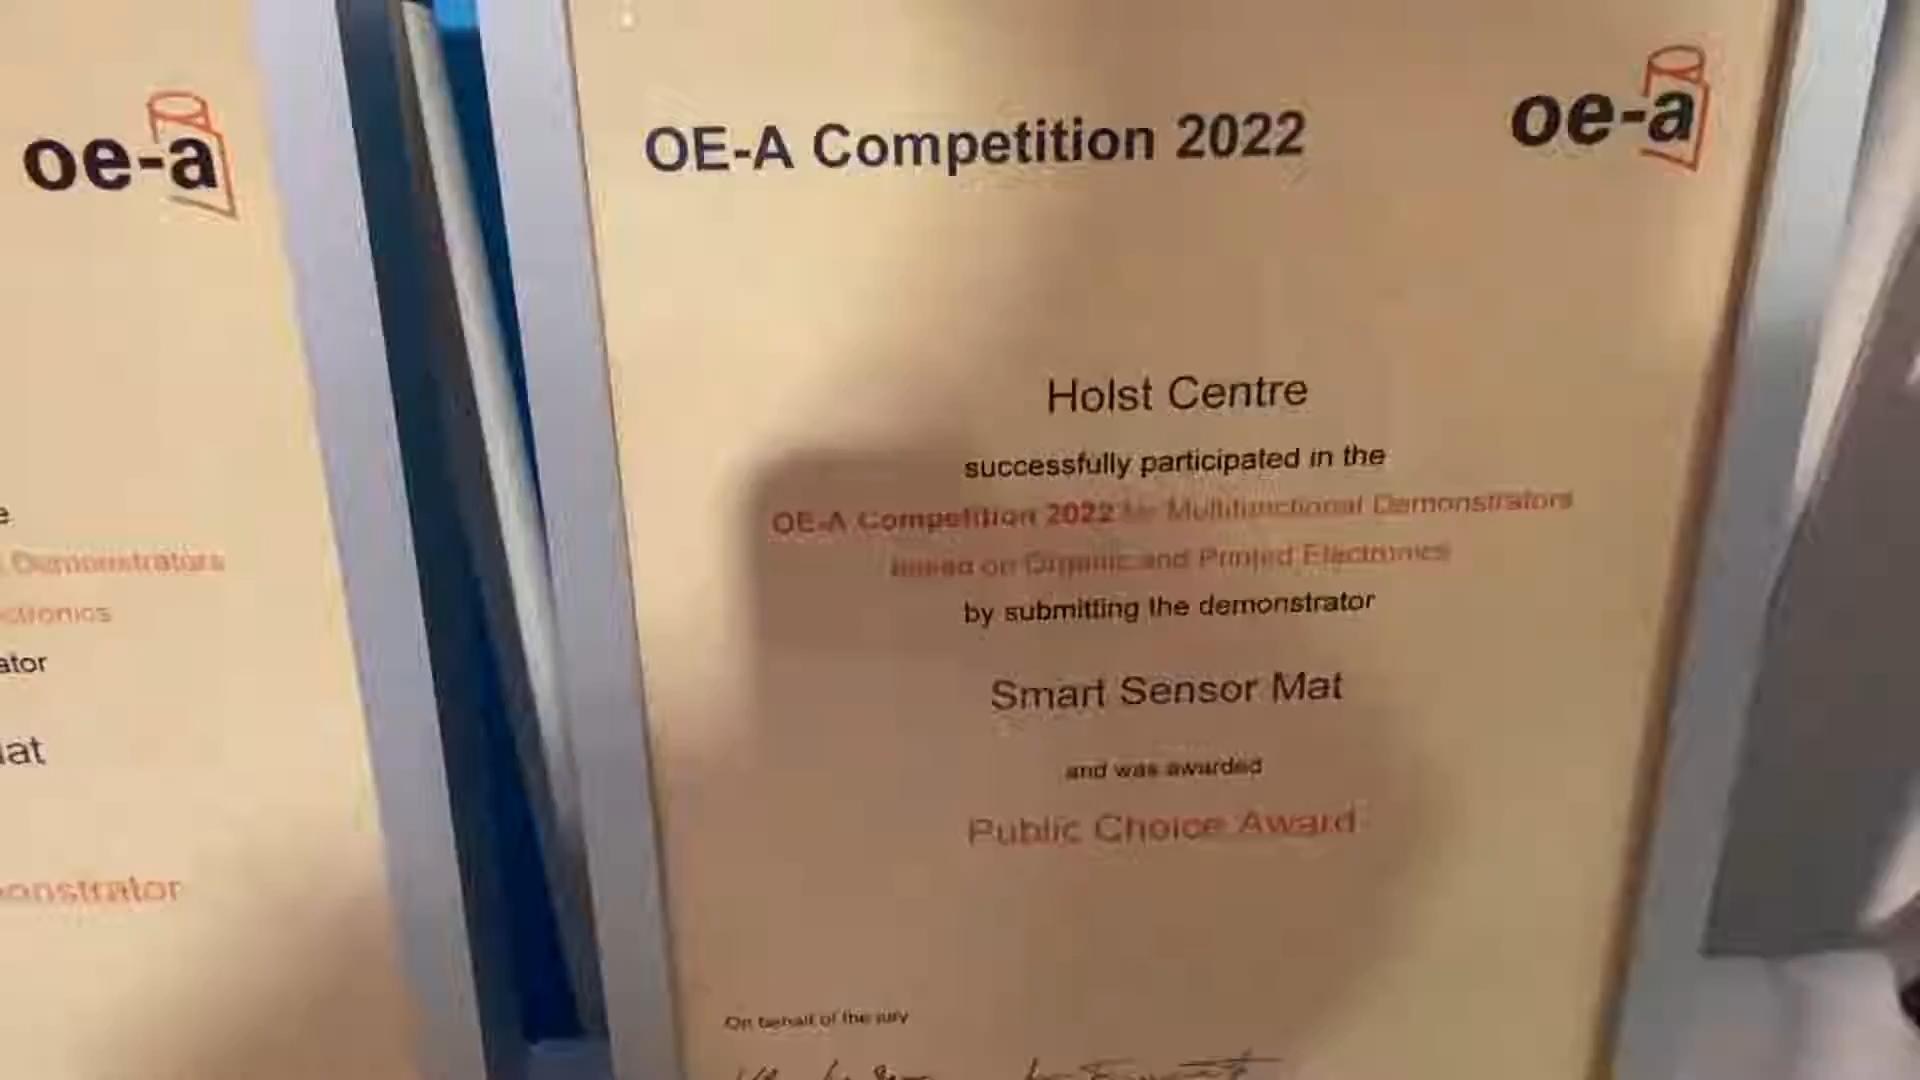 oe-a
e
Demonstrators
ctronics
ator
lat
onstrator
OE-A Competition 2022
oe-a
Holst Centre
successfully participated in the
OE-A Competition 2022 for Multifunctional Demonstrators
based on Organic and Printed Electronics
by submitting the demonstrator
Smart Sensor Mat
and was awarded
Public Choice Award
On behalf of the jury